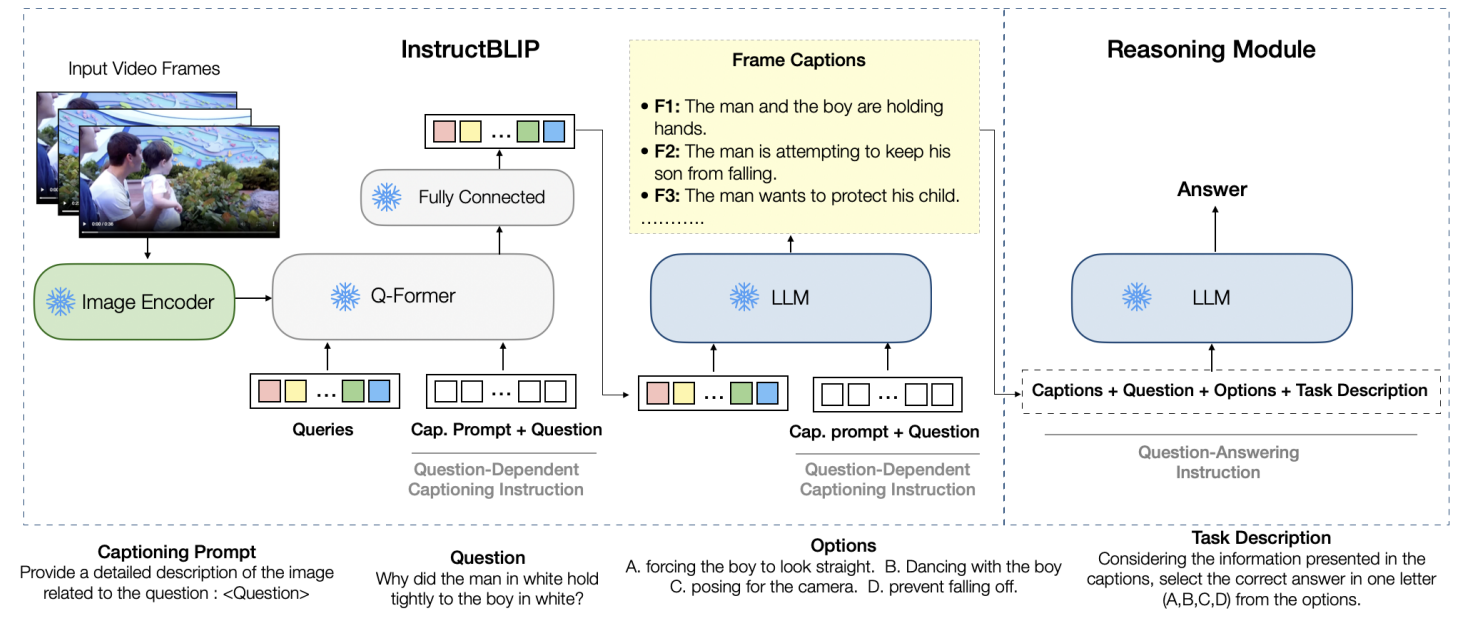 InstructBLIP
Reasoning Module
Input Video Frames
Frame Captions
• F1: The man and the boy are holding
hands.
• F2: The man is attempting to keep his
son from falling.
• F3: The man wants to protect his child.
...........
...
Fully Connected
Answer
Image Encoder
Q-Former
LLM
LLM
...
...
...
...
Captions + Question + Options + Task Description
Queries
Cap. Prompt + Question
Cap. prompt + Question
Question-Dependent
Captioning Instruction
Question-Dependent
Captioning Instruction
Question-Answering
Instruction
Captioning Prompt
Provide a detailed description of the image
related to the question : <Question>
Question
Why did the man in white hold
tightly to the boy in white?
Options
A. forcing the boy to look straight. B. Dancing with the boy
C. posing for the camera. D. prevent falling off.
Task Description
Considering the information presented in the
captions, select the correct answer in one letter
(A,B,C,D) from the options.